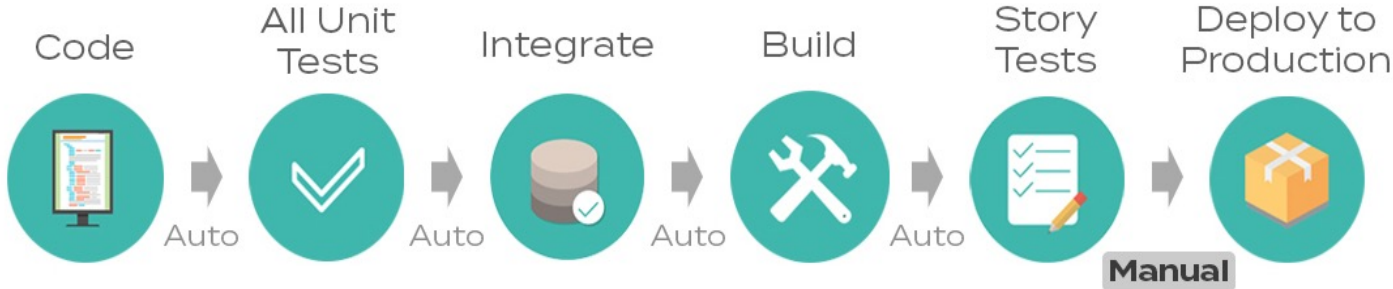 Code
All Unit
Tests
Integrate
Build
Story
Tests
Deploy to
Production
Auto
Auto
Auto
Auto
Manual